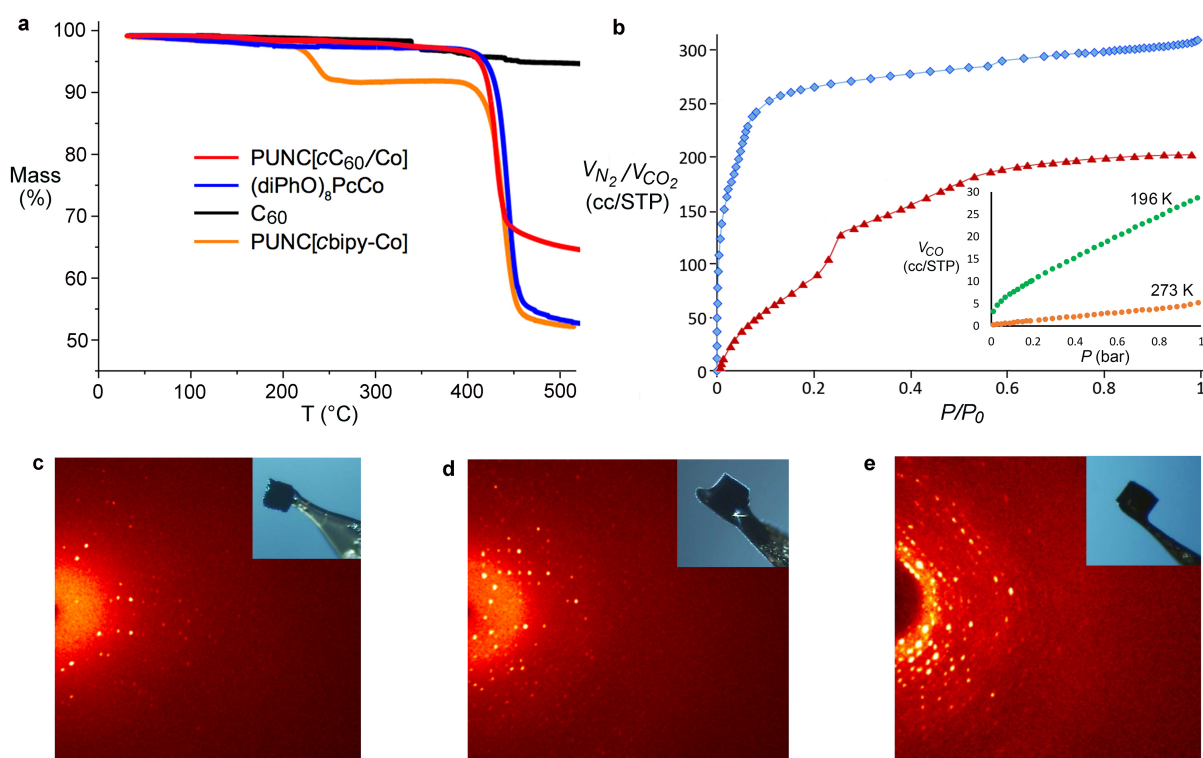 a
100
90
80
70
60
50
Mass
(%)
PUNC[cC60/Co]
(diPhO)8PcCo
C60
PUNC[cbipy-Co]
0
100
200
300
400
500
T (°C)
b
300
250
200
150
100
50
0
VN2/VCO2
(cc/STP)
0
0.2
0.4
0.6
0.8
1
P/P0
30
25
20
15
10
5
0
VCO
(cc/STP)
196 K
273 K
0
0.2
0.4
0.6
0.8
1
P (bar)
c
d
e